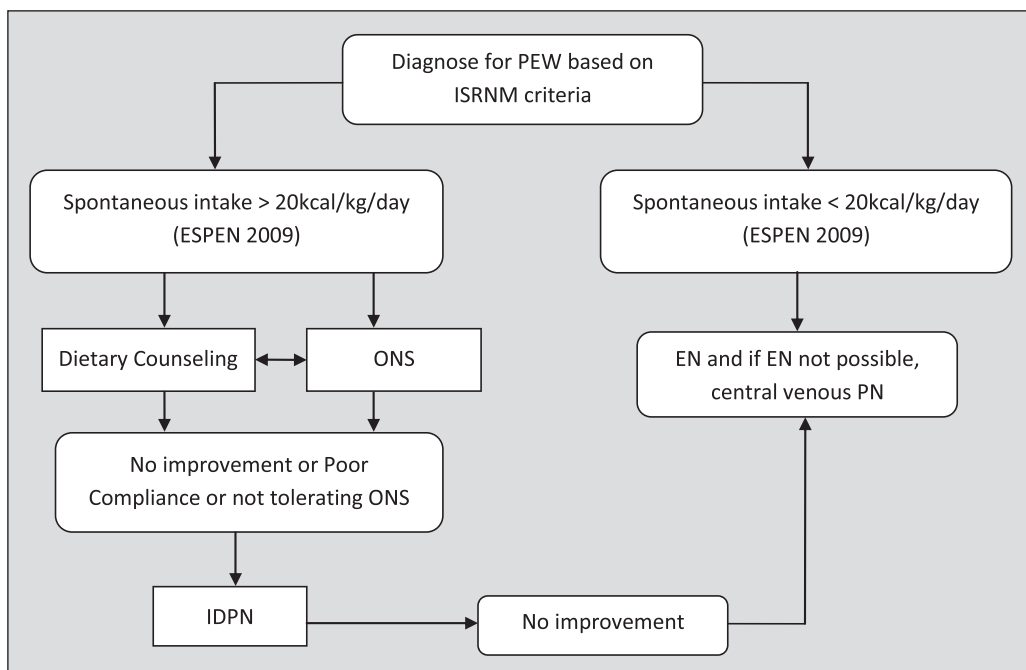 Diagnose for PEW based on
ISRNM criteria
Spontaneous intake > 20kcal/kg/day
(ESPEN 2009)
Spontaneous intake < 20kcal/kg/day
(ESPEN 2009)
Dietary Counseling
ONS
EN and if EN not possible,
central venous PN
No improvement or Poor
Compliance or not tolerating ONS
IDPN
No improvement